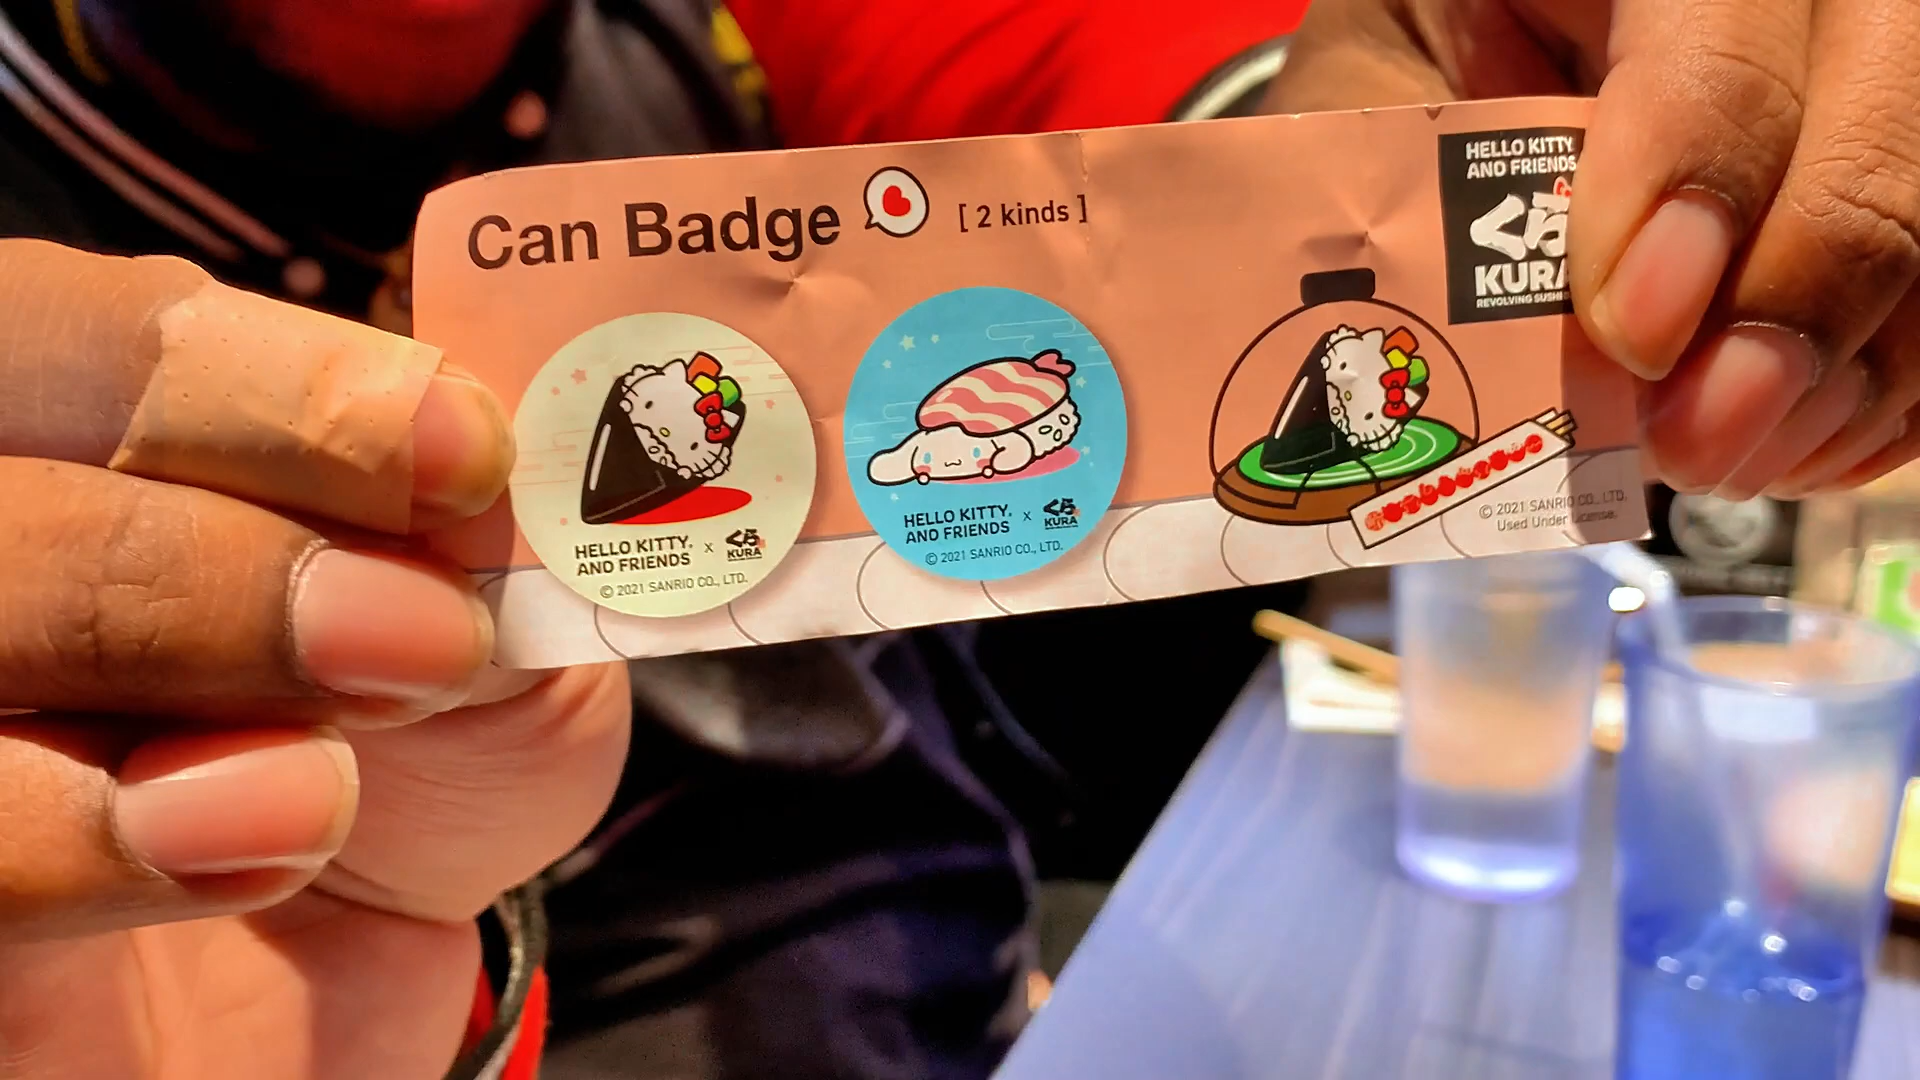 Can Badge
[ 2 kinds ]
HELLO KITTY
AND FRIENDS
くら
KURA
REVOLVING SUSHI
HELLO KITTY
AND FRIENDS
x
くら
KURA
© 2021 SANRIO CO., LTD.
HELLO KITTY
AND FRIENDS
x
くら
KURA
© 2021 SANRIO CO., LTD.
© 2021 SANRIO CO., LTD.
Used Under License.